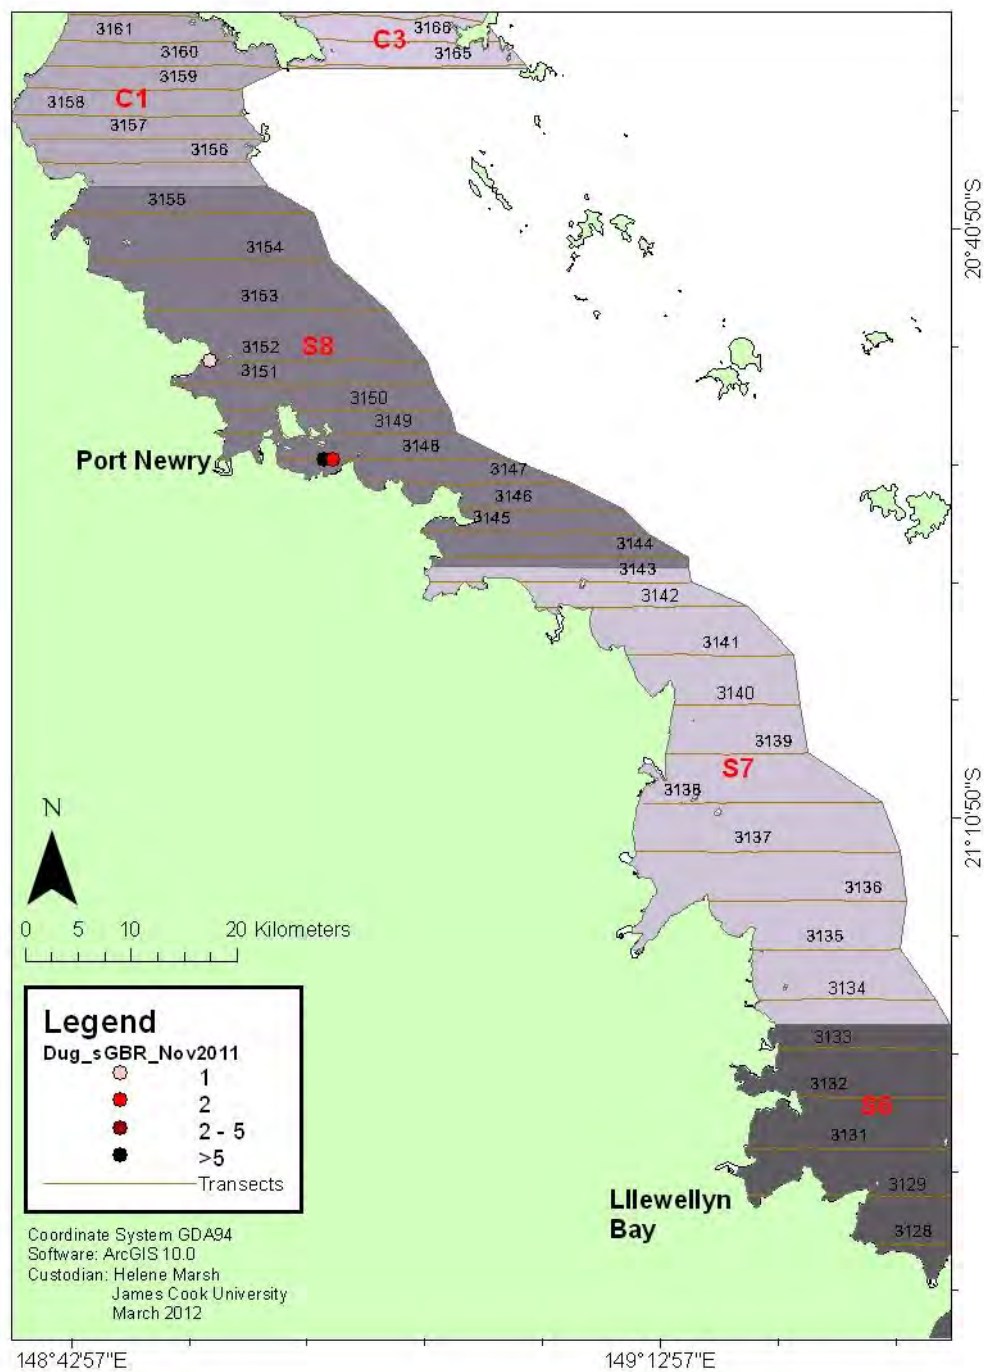 3161
3166
C3
3160
3165
3159
3158
C1
3157
3156
3155
20°40'50"S
3154
3153
3152
S8
3151
3150
3149
3148
Port Newry
3147
3146
3145
3144
3143
3142
3141
3140
3139
S7
3138
21°10'50"S
3137
3136
N
0 5 10 20 Kilometers
3135
3134
Legend
Dug_sGBR_Nov2011
1
2
2 - 5
>5
Transects
3133
3132
S6
3131
3129
Lllewellyn
Bay
3128
Coordinate System GDA94
Software: ArcGIS 10.0
Custodian: Helene Marsh
James Cook University
March 2012
148°42'57"E
149°12'57"E